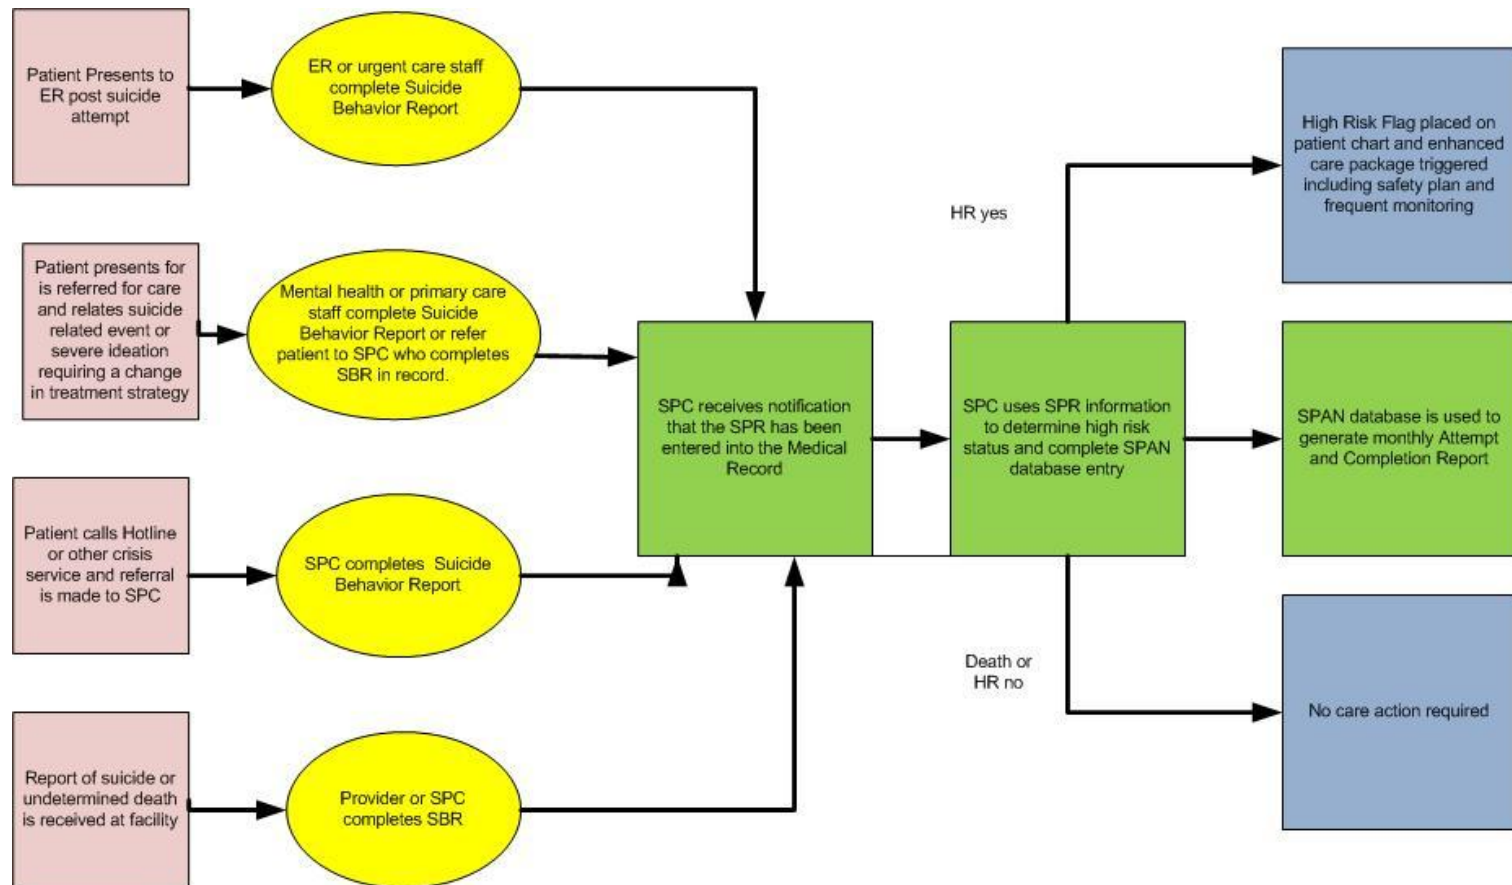 Patient Presents to
ER post suicide
attempt
ER or urgent care staff
complete Suicide
Behavior Report
High Risk Flag placed on
patient chart and enhanced
care package triggered
including safety plan and
frequent monitoring
HR yes
Patient presents for
is referred for care
and relates suicide
related event or
severe ideation
requiring a change
in treatment strategy
Mental health or primary care
staff complete Suicide
Behavior Report or refer
patient to SPC who completes
SBR in record.
SPC receives notification
that the SPR has been
entered into the Medical
Record
SPC uses SPR information
to determine high risk
status and complete SPAN
database entry
SPAN database is used to
generate monthly Attempt
and Completion Report
Patient calls Hotline
or other crisis
service and referral
is made to SPC
SPC completes Suicide
Behavior Report
Death or
HR no
No care action required
Report of suicide or
undetermined death
is received at facility
Provider or SPC
completes SBR